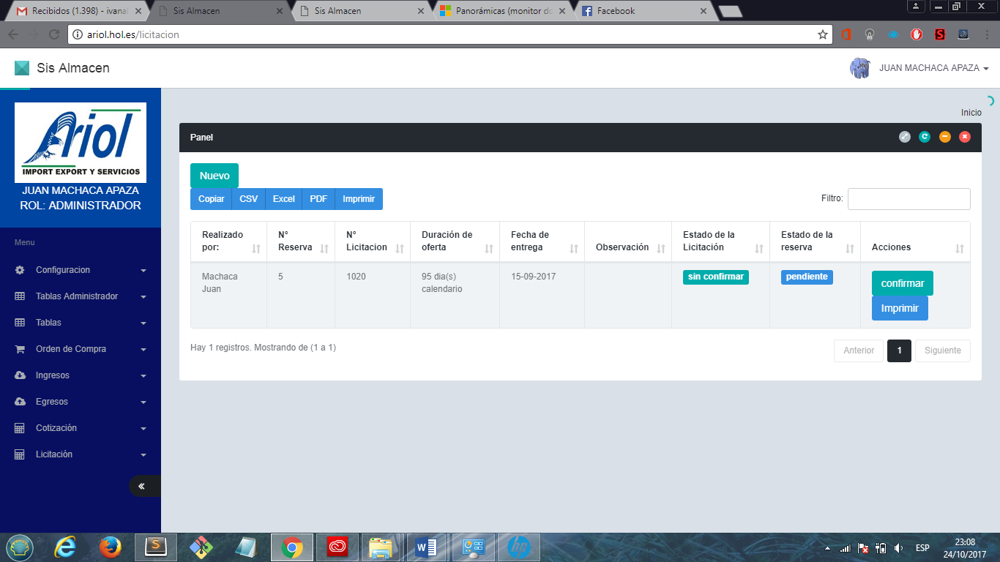 Recibidos (1.398) - ivanal
Sis Almacen
Sis Almacen
Panorámicas (monitor do
Facebook
ariol.hol.es/licitacion
Sis Almacen
JUAN MACHACA APAZA
Ariol
IMPORT EXPORT Y SERVICIOS
JUAN MACHACA APAZA
ROL: ADMINISTRADOR
Menu
Configuracion
Tablas Administrador
Tablas
Orden de Compra
Ingresos
Egresos
Cotización
Licitación
Inicio
Panel
Nuevo
Copiar CSV Excel PDF Imprimir
Filtro:
Realizado por:
N° Reserva
N° Licitacion
Duración de oferta
Fecha de entrega
Observación
Estado de la Licitación
Estado de la reserva
Acciones
Machaca Juan
5
1020
95 dia(s) calendario
15-09-2017
sin confirmar
pendiente
confirmar
Imprimir
Hay 1 registros. Mostrando de (1 a 1)
Anterior 1 Siguiente
ESP
23:08
24/10/2017